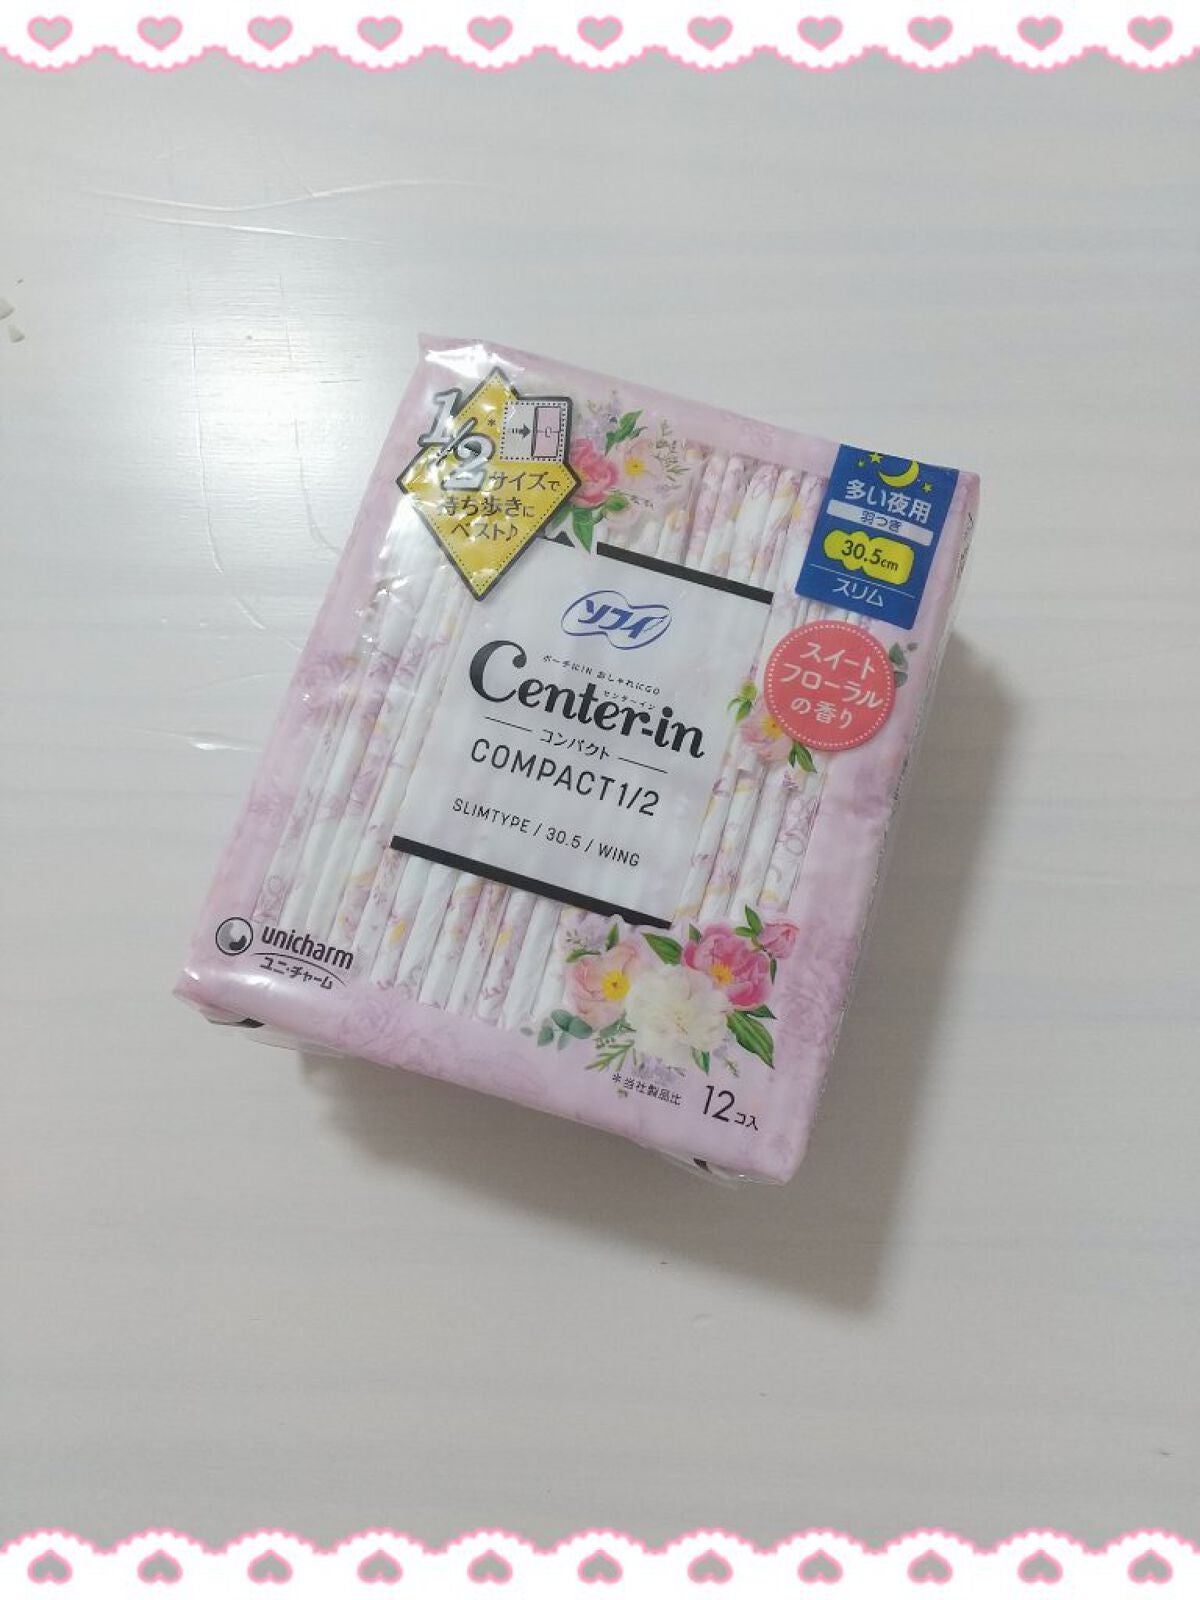 1/2*
サイズで
持ち歩きに
ベスト♪
多い夜用
羽つき
30.5cm
スリム
スイート
フローラル
の香り
ソフィ
ポーチにIN おしゃれにGO
センターイン
Center-in
コンパクト
COMPACT1/2
SLIMTYPE / 30.5 / WING
unicharm
ユニ・チャーム
*当社製品比
12コ入